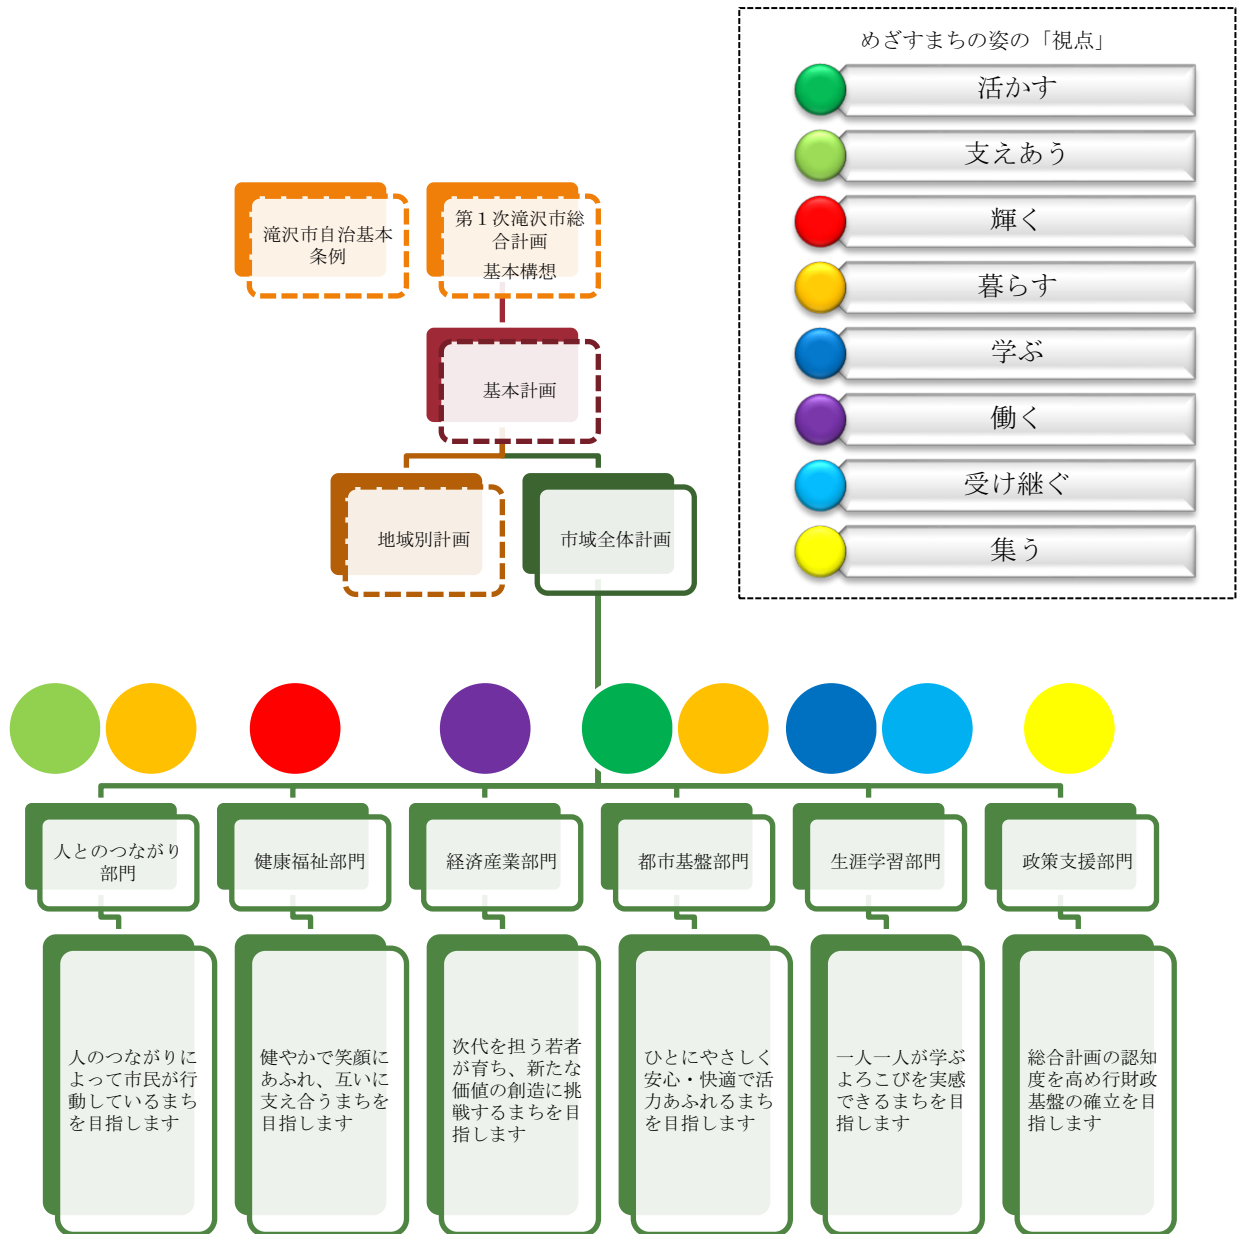 めざすまちの姿の「視点」
活かす
支えあう
輝く
暮らす
学ぶ
働く
受け継ぐ
集う
滝沢市自治基本
条例
第１次滝沢市総
合計画
基本構想
基本計画
地域別計画
市域全体計画
人とのつながり
部門
健康福祉部門
経済産業部門
都市基盤部門
生涯学習部門
政策支援部門
人のつながりに
よって市民が行
動しているまち
を目指します
健やかで笑顔に
あふれ、互いに
支え合うまちを
目指します
次代を担う若者
が育ち、新たな
価値の創造に挑
戦するまちを目
指します
ひとにやさしく
安心・快適で活
力あふれるまち
を目指します
一人一人が学ぶ
よろこびを実感
できるまちを目
指します
総合計画の認知
度を高め行財政
基盤の確立を目
指します